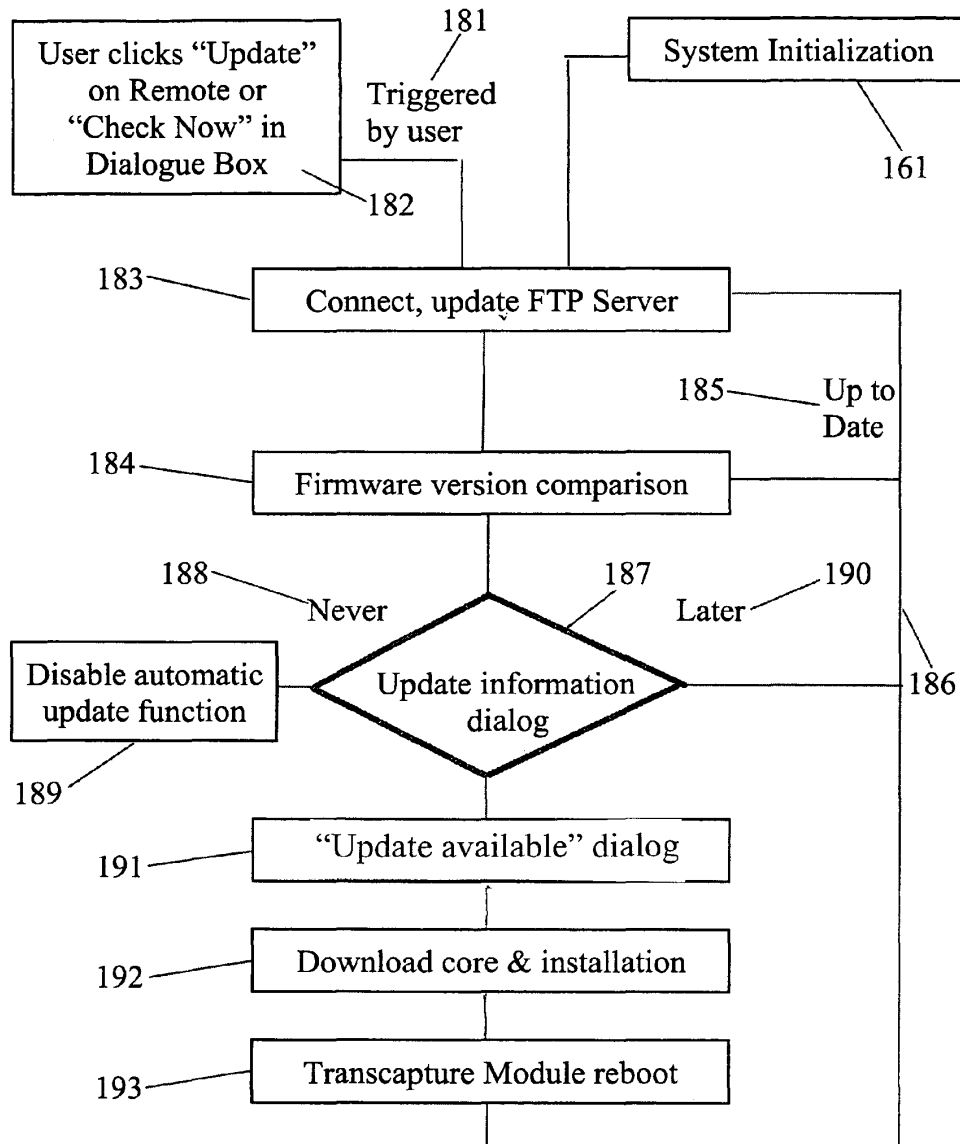 User clicks “Update”
on Remote or
“Check Now” in
Dialogue Box
182
181
Triggered
by user
System Initialization
161
183
Connect, update FTP Server
185
Up to
Date
184
Firmware version comparison
188
Never
187
Later
190
186
Disable automatic
update function
189
Update information
dialog
191
“Update available” dialog
192
Download core & installation
193
Transcapture Module reboot